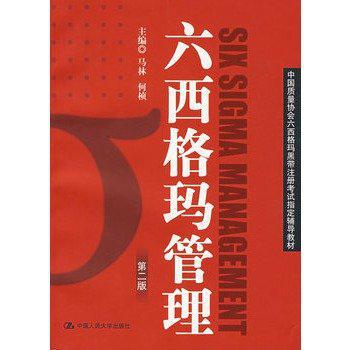 主编◎ 马林 何桢
六西格玛管理
SIX SIGMA MANAGEMENT
中国质量协会六西格玛黑带注册考试指定辅导教材
第二版
中国人民大学出版社